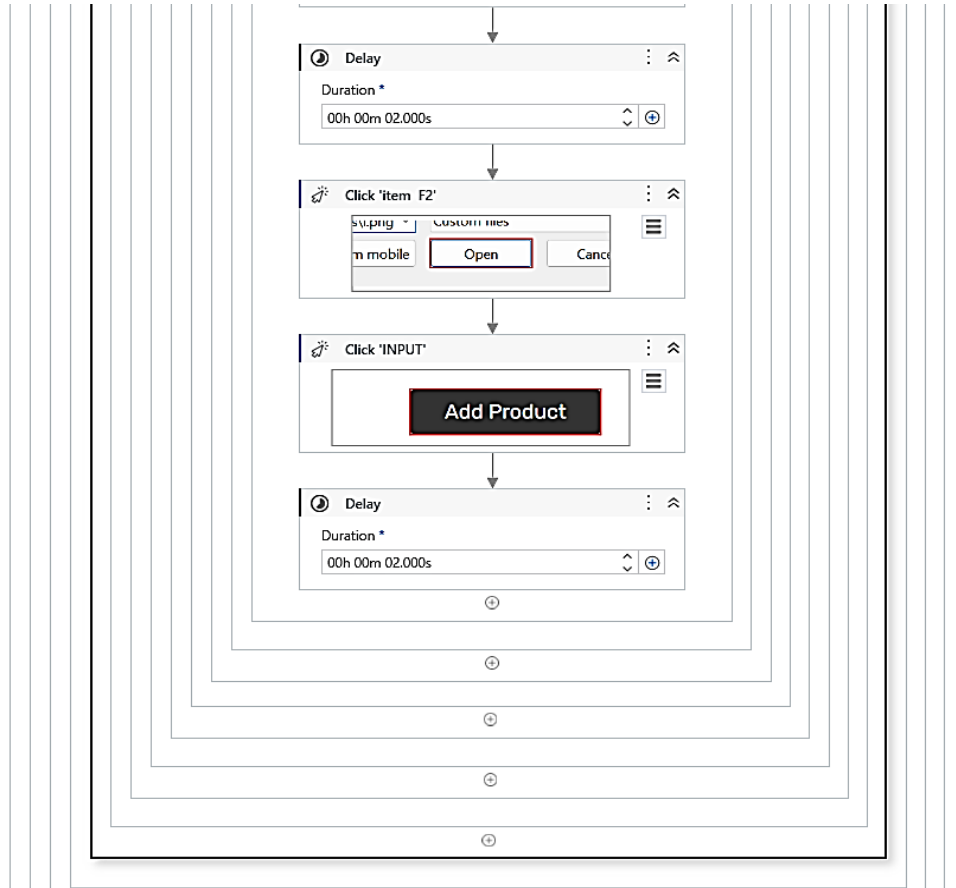 Delay
Duration *
00h 00m 02.000s
Click 'item F2'
s\i.png Custom files
m mobile Open Cance
Click 'INPUT'
Add Product
Delay
Duration *
00h 00m 02.000s